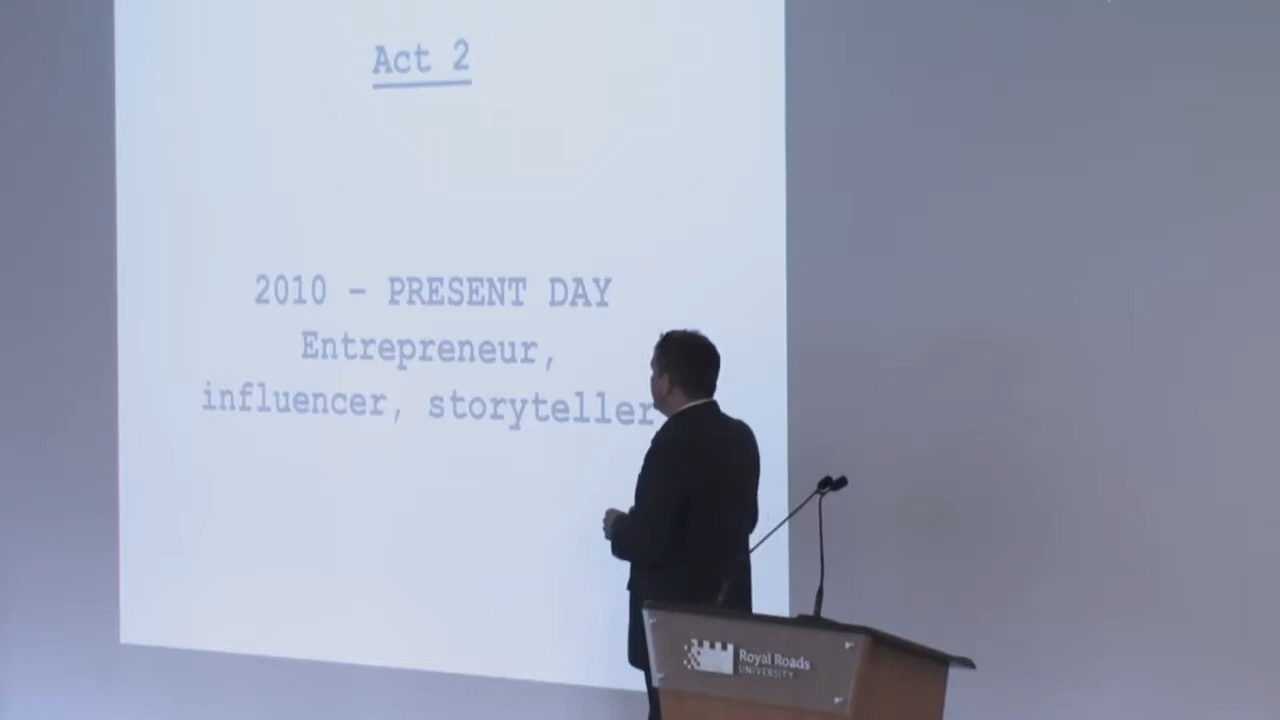 Act 2
2010 – PRESENT DAY
Entrepreneur,
influencer, storyteller
Royal Roads
UNIVERSITY